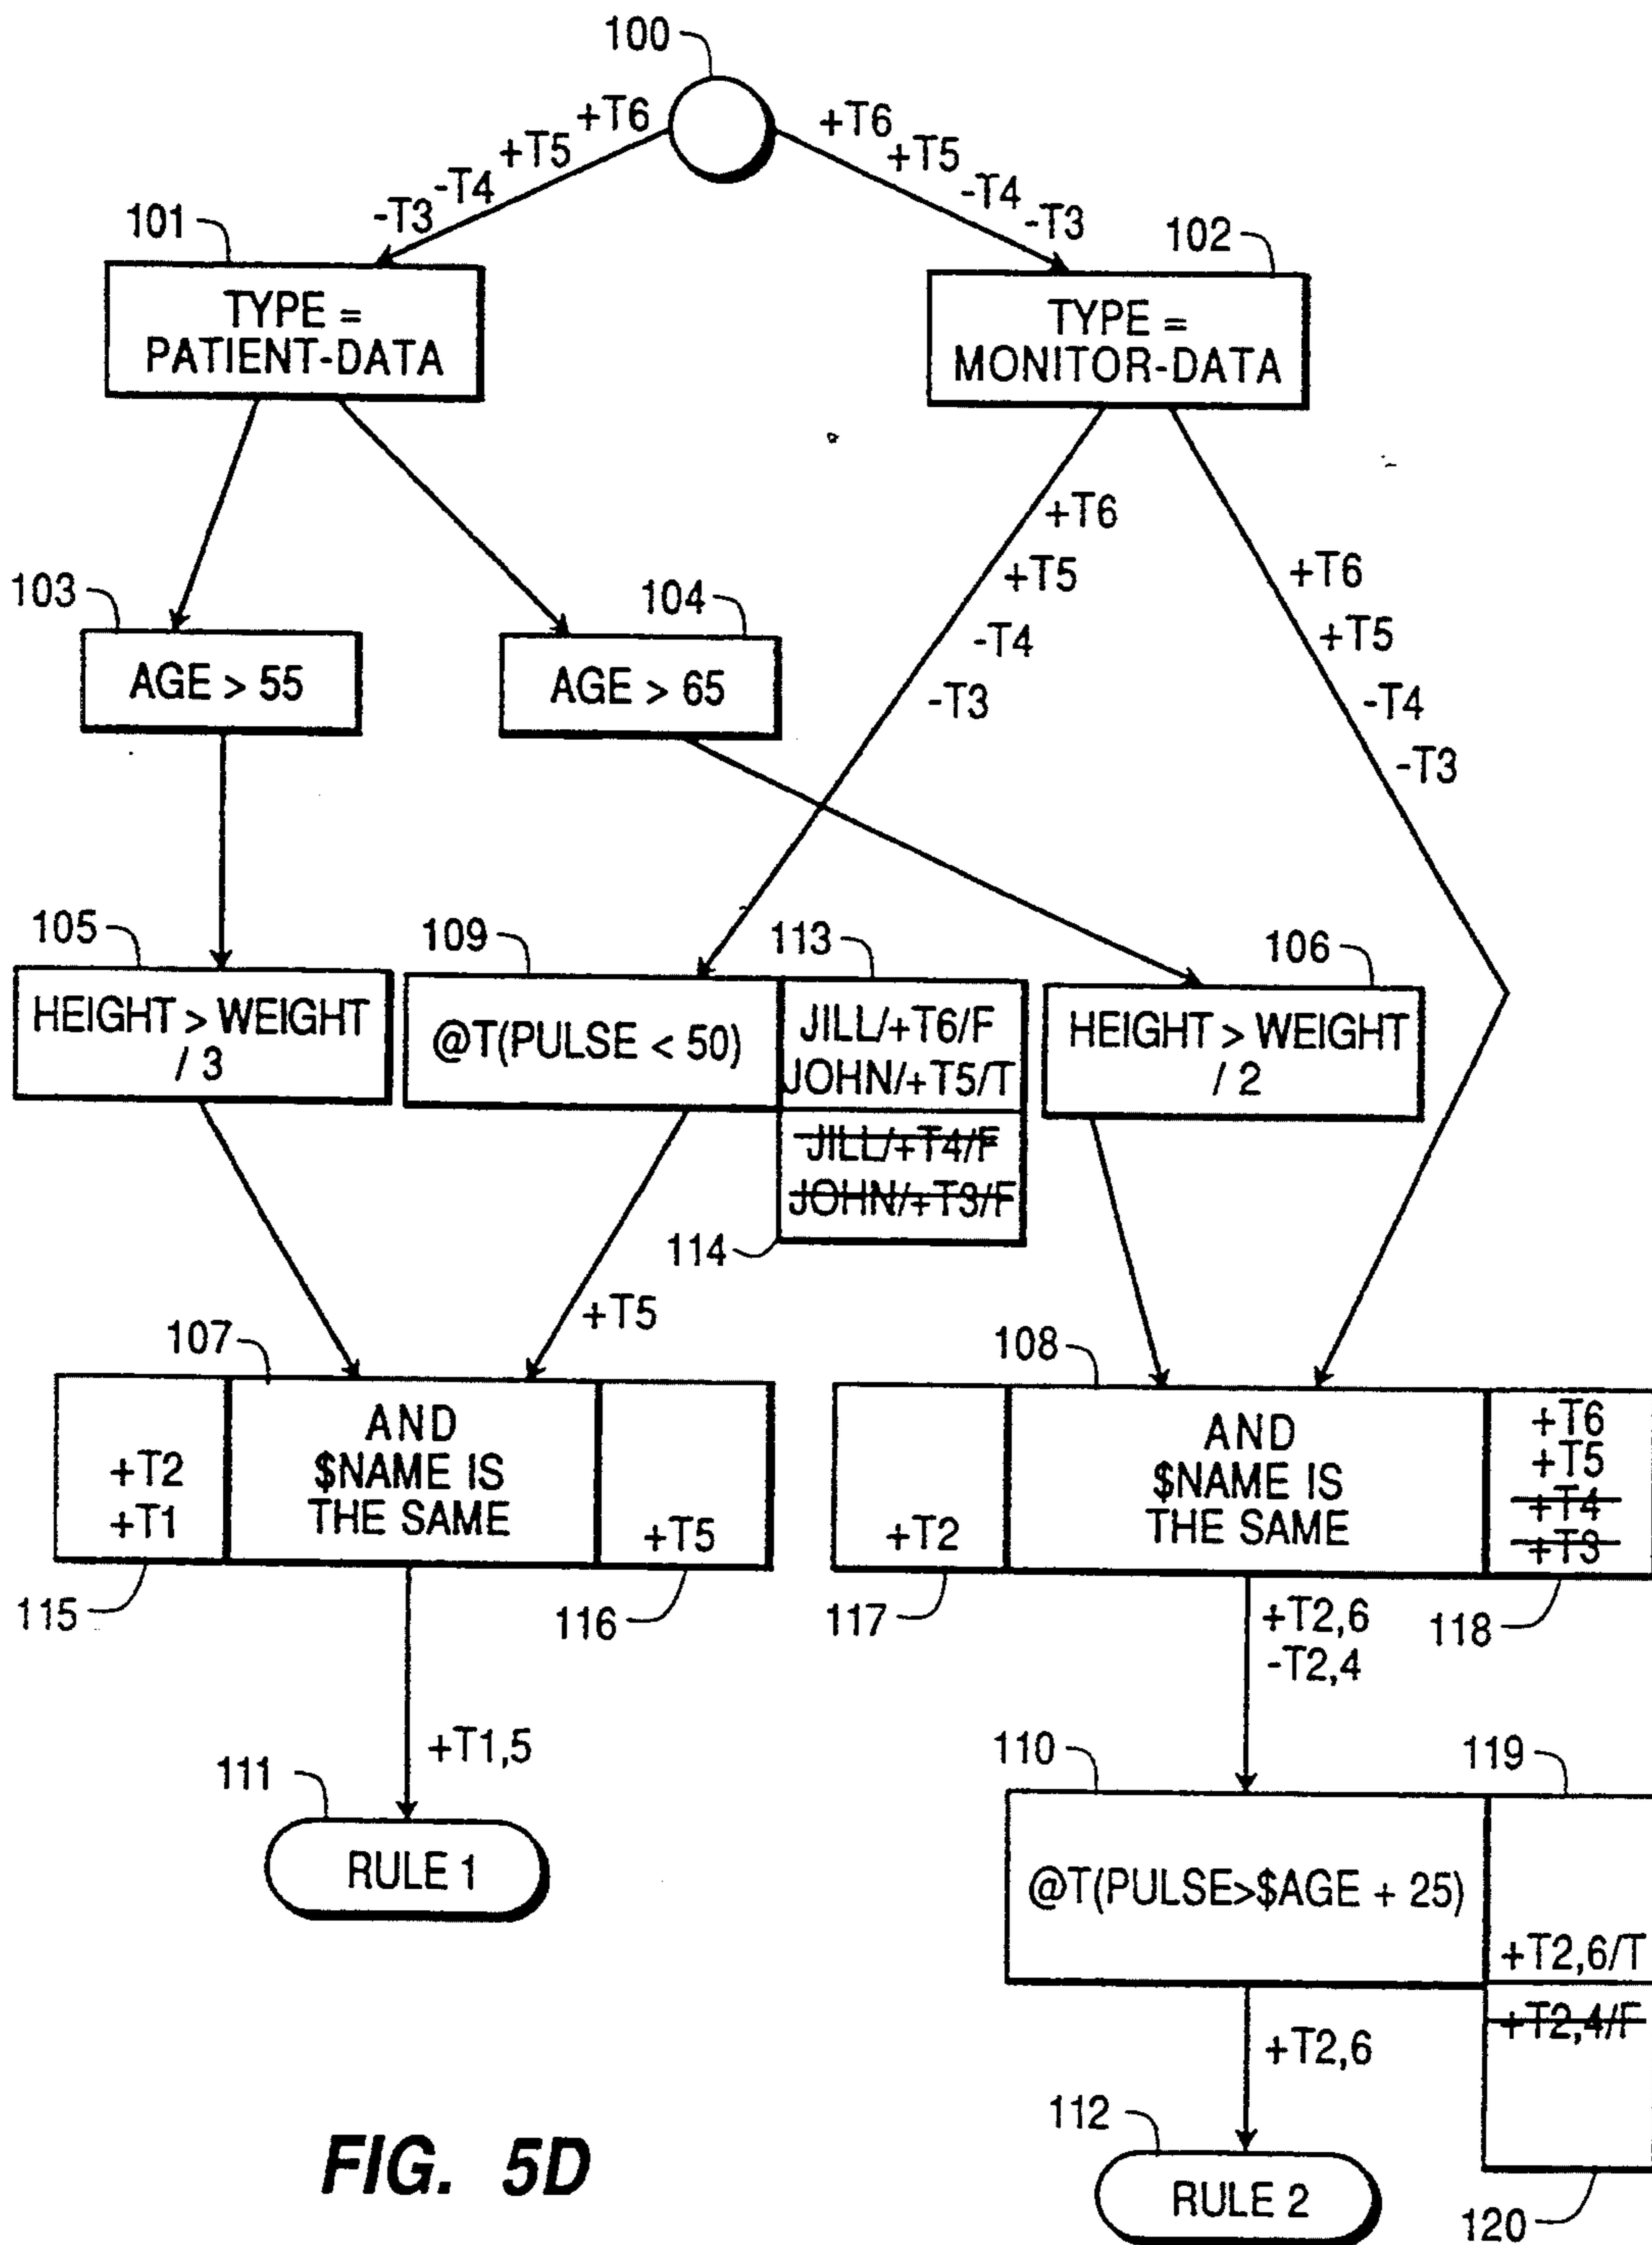 100
+T6
+T5
-T4
-T3
+T6
+T5
-T4
-T3
101
TYPE =
PATIENT-DATA
102
TYPE =
MONITOR-DATA
+T6
+T5
-T4
-T3
+T6
+T5
-T4
-T3
103
AGE > 55
104
AGE > 65
105
HEIGHT > WEIGHT
/ 3
109
@T(PULSE < 50)
113
JILL/+T6/F
JOHN/+T5/T
JILL/+T4/F
JOHN/+T3/F
114
106
HEIGHT > WEIGHT
/ 2
+T5
107
+T2
+T1
AND
$NAME IS
THE SAME
+T5
115
116
108
+T2
AND
$NAME IS
THE SAME
+T6
+T5
+T4
+T3
117
118
+T2,6
-T2,4
+T1,5
111
RULE 1
110
@T(PULSE>$AGE + 25)
119
+T2,6/T
+T2,4/F
120
+T2,6
112
RULE 2
FIG. 5D